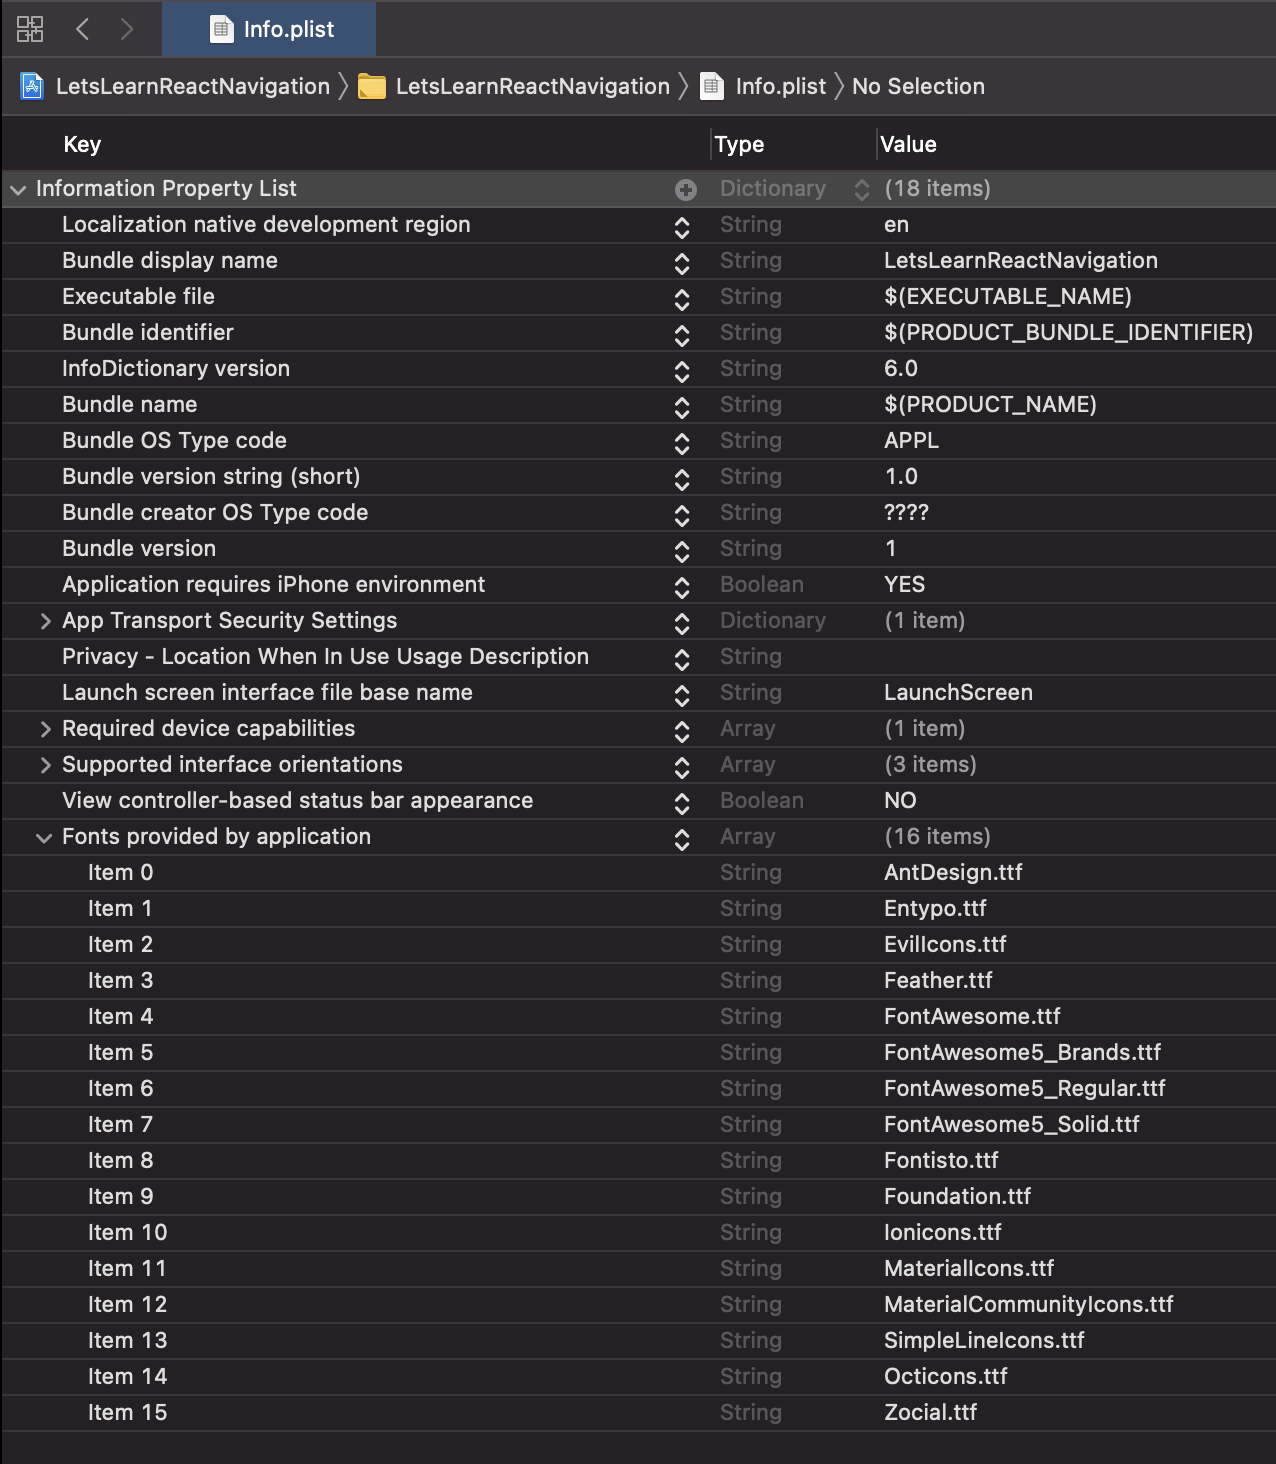 Info.plist
LetsLearnReactNavigation LetsLearnReactNavigation Info.plist No Selection
Key Type Value
Information Property List Dictionary (18 items)
Localization native development region String en
Bundle display name String LetsLearnReactNavigation
Executable file String $(EXECUTABLE_NAME)
Bundle identifier String $(PRODUCT_BUNDLE_IDENTIFIER)
InfoDictionary version String 6.0
Bundle name String $(PRODUCT_NAME)
Bundle OS Type code String APPL
Bundle version string (short) String 1.0
Bundle creator OS Type code String ????
Bundle version String 1
Application requires iPhone environment Boolean YES
App Transport Security Settings Dictionary (1 item)
Privacy - Location When In Use Usage Description String
Launch screen interface file base name String LaunchScreen
Required device capabilities Array (1 item)
Supported interface orientations Array (3 items)
View controller-based status bar appearance Boolean NO
Fonts provided by application Array (16 items)
Item 0 String AntDesign.ttf
Item 1 String Entypo.ttf
Item 2 String EvilIcons.ttf
Item 3 String Feather.ttf
Item 4 String FontAwesome.ttf
Item 5 String FontAwesome5_Brands.ttf
Item 6 String FontAwesome5_Regular.ttf
Item 7 String FontAwesome5_Solid.ttf
Item 8 String Fontisto.ttf
Item 9 String Foundation.ttf
Item 10 String Ionicons.ttf
Item 11 String MaterialIcons.ttf
Item 12 String MaterialCommunityIcons.ttf
Item 13 String SimpleLineIcons.ttf
Item 14 String Octicons.ttf
Item 15 String Zocial.ttf